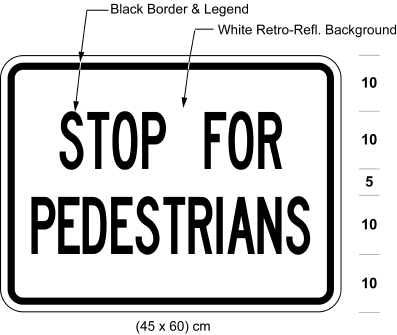 Black Border & Legend
White Retro-Refl. Background
STOP FOR
PEDESTRIANS
10
10
5
10
10
(45 x 60) cm